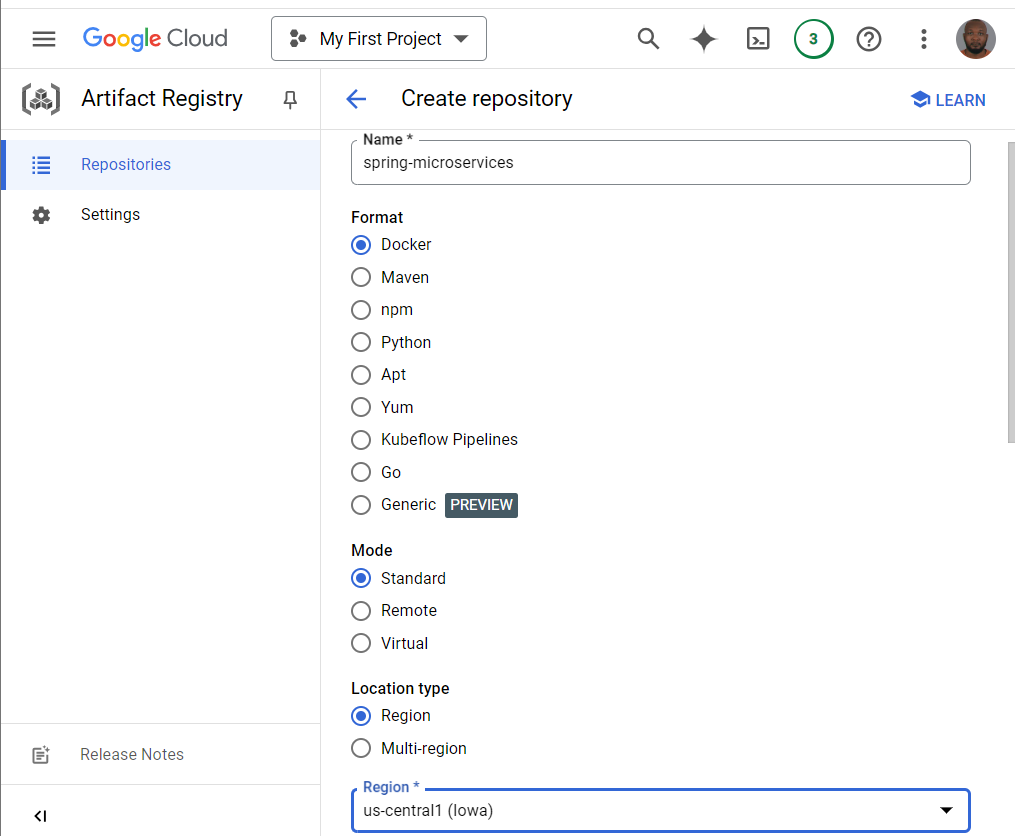 Google Cloud
My First Project
3
Artifact Registry
Create repository
LEARN
Repositories
Settings
Release Notes
Name *
spring-microservices
Format
Docker
Maven
npm
Python
Apt
Yum
Kubeflow Pipelines
Go
Generic PREVIEW
Mode
Standard
Remote
Virtual
Location type
Region
Multi-region
Region *
us-central1 (Iowa)